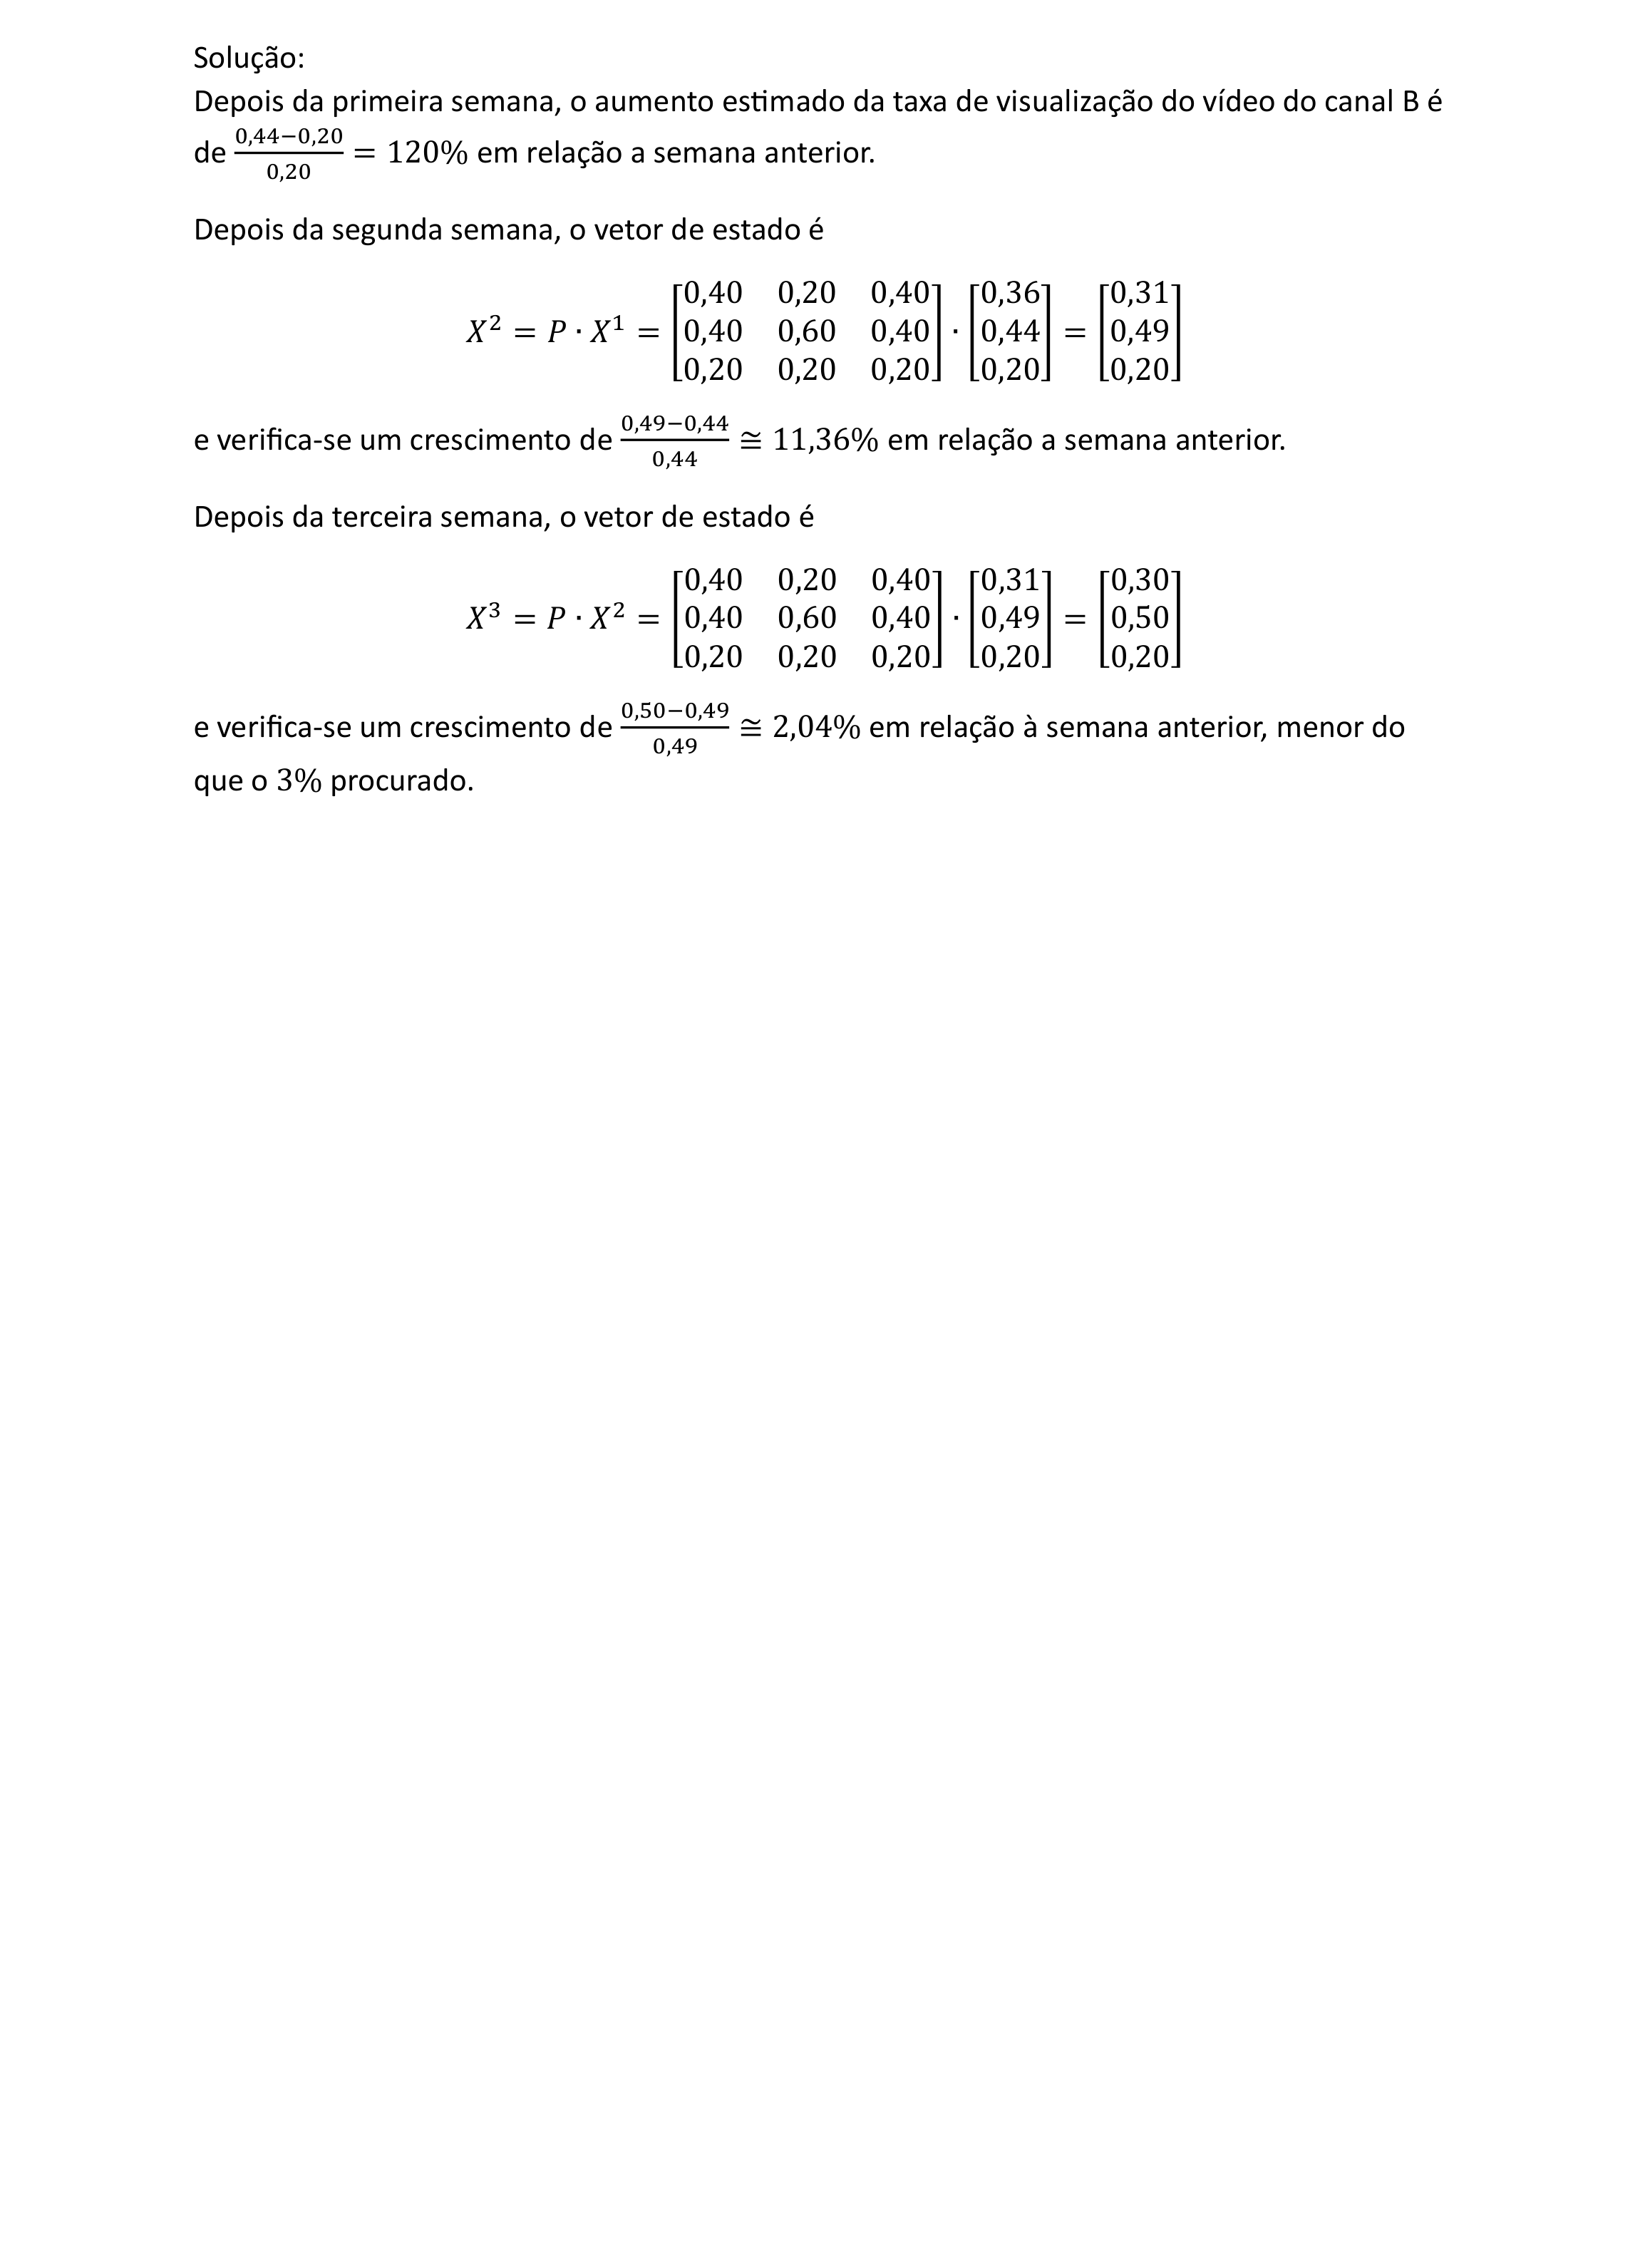 Solução:
Depois da primeira semana, o aumento estimado da taxa de visualização do vídeo do canal B é
de \frac{0,44-0,20}{0,20} = 120% em relação a semana anterior.
Depois da segunda semana, o vetor de estado é
X^2 = P \cdot X^1 = \begin{bmatrix} 0,40 & 0,20 & 0,40 \\ 0,40 & 0,60 & 0,40 \\ 0,20 & 0,20 & 0,20 \end{bmatrix} \cdot \begin{bmatrix} 0,36 \\ 0,44 \\ 0,20 \end{bmatrix} = \begin{bmatrix} 0,31 \\ 0,49 \\ 0,20 \end{bmatrix}
e verifica-se um crescimento de \frac{0,49-0,44}{0,44} ≅ 11,36% em relação a semana anterior.
Depois da terceira semana, o vetor de estado é
X^3 = P \cdot X^2 = \begin{bmatrix} 0,40 & 0,20 & 0,40 \\ 0,40 & 0,60 & 0,40 \\ 0,20 & 0,20 & 0,20 \end{bmatrix} \cdot \begin{bmatrix} 0,31 \\ 0,49 \\ 0,20 \end{bmatrix} = \begin{bmatrix} 0,30 \\ 0,50 \\ 0,20 \end{bmatrix}
e verifica-se um crescimento de \frac{0,50-0,49}{0,49} ≅ 2,04% em relação à semana anterior, menor do
que o 3% procurado.